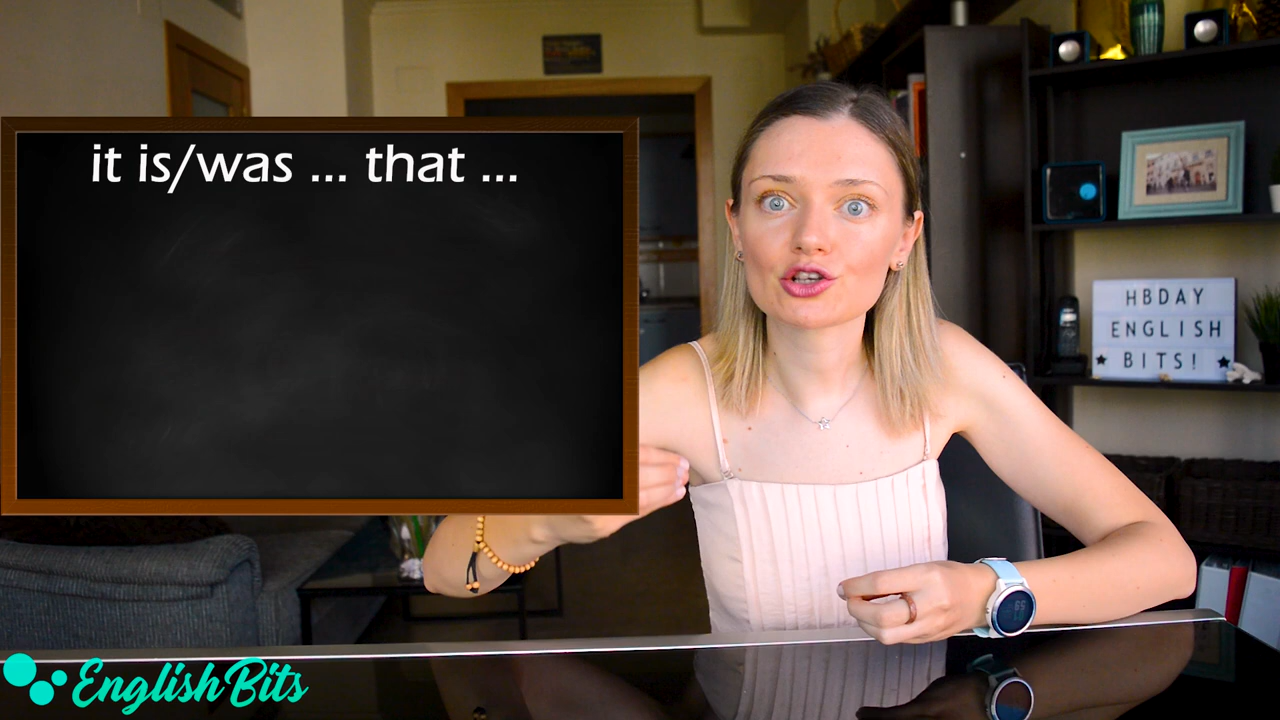 it is/was ... that ...
HBDAY
ENGLISH
BITS!
EnglishBits